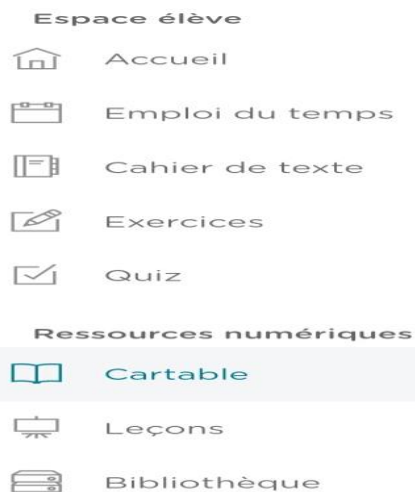 Espace élève
Accueil
Emploi du temps
Cahier de texte
Exercices
Quiz
Ressources numériques
Cartable
Leçons
Bibliothèque